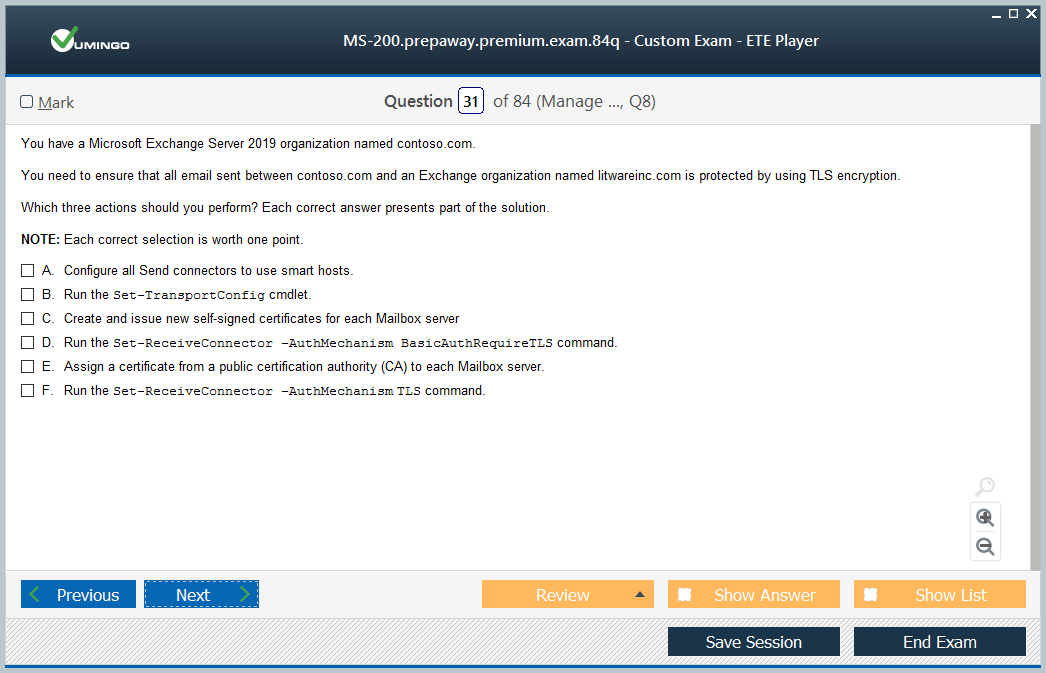 VUMINGO
MS-200.prepaway.premium.exam.84q - Custom Exam - ETE Player
Mark
Question 31 of 84 (Manage ..., Q8)
You have a Microsoft Exchange Server 2019 organization named contoso.com.
You need to ensure that all email sent between contoso.com and an Exchange organization named litwareinc.com is protected by using TLS encryption.
Which three actions should you perform? Each correct answer presents part of the solution.
NOTE: Each correct selection is worth one point.
A. Configure all Send connectors to use smart hosts.
B. Run the Set-TransportConfig cmdlet.
C. Create and issue new self-signed certificates for each Mailbox server
D. Run the Set-ReceiveConnector -AuthMechanism BasicAuthRequireTLS command.
E. Assign a certificate from a public certification authority (CA) to each Mailbox server.
F. Run the Set-ReceiveConnector -AuthMechanism TLS command.
Previous Next Review Show Answer Show List
Save Session End Exam